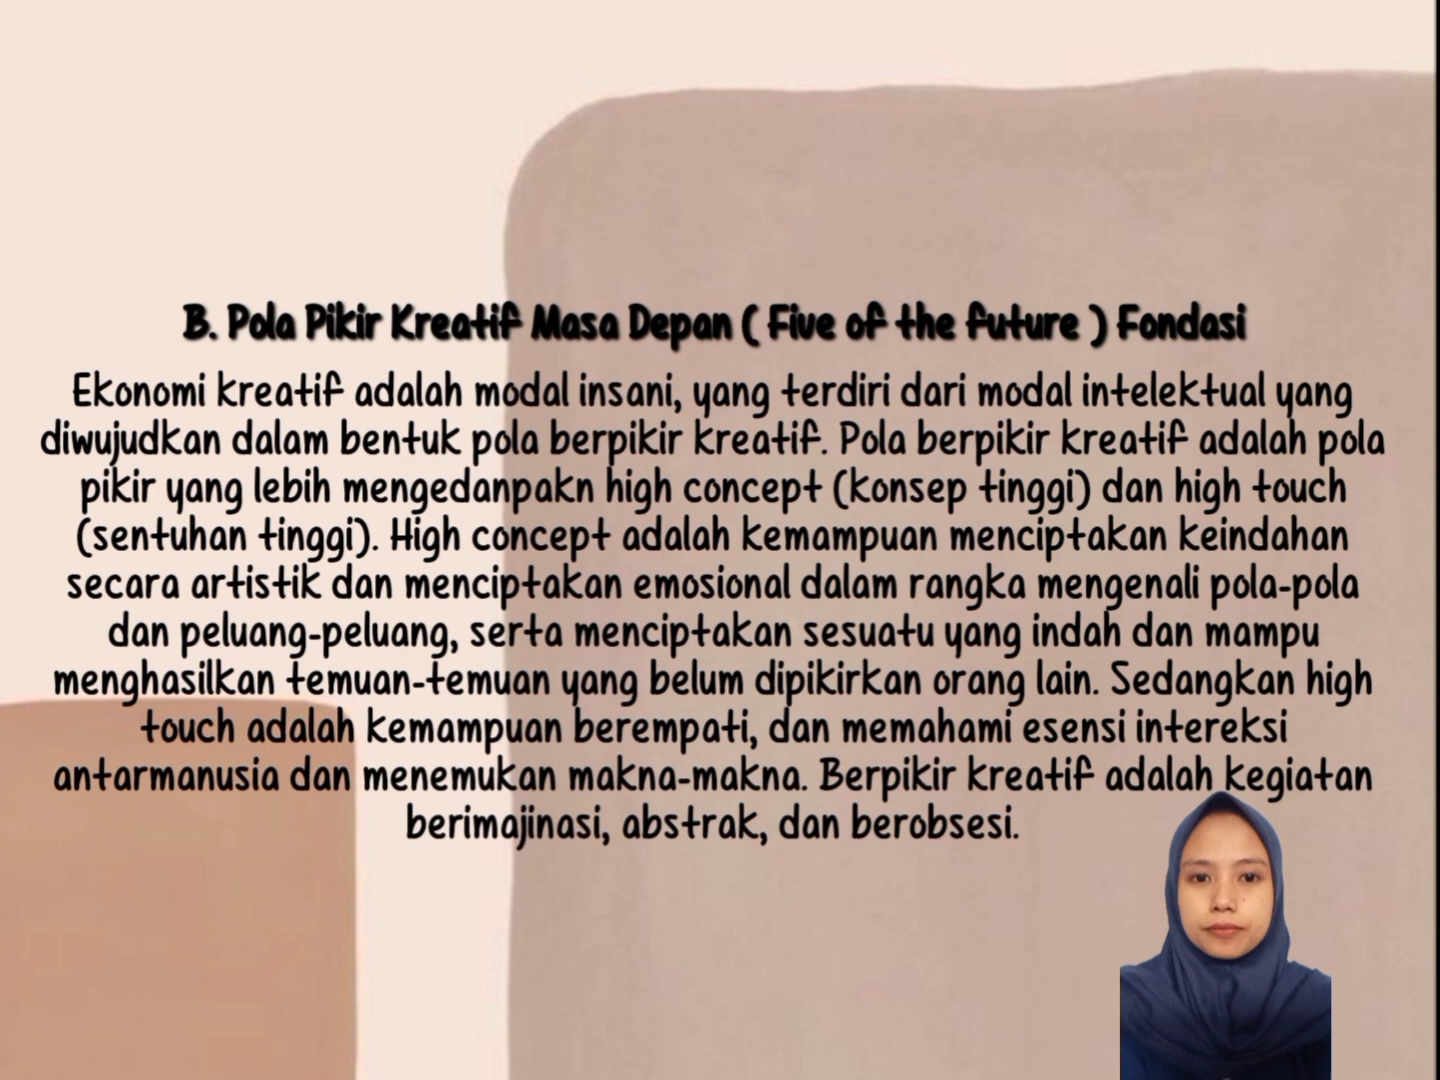 B. Pola Pikir Kreatif Masa Depan ( Five of the future ) Fondasi
Ekonomi kreatif adalah modal insani, yang terdiri dari modal intelektual yang
diwujudkan dalam bentuk pola berpikir kreatif. Pola berpikir kreatif adalah pola
pikir yang lebih mengedanpakn high concept (konsep tinggi) dan high touch
(sentuhan tinggi). High concept adalah kemampuan menciptakan keindahan
secara artistik dan menciptakan emosional dalam rangka mengenali pola-pola
dan peluang-peluang, serta menciptakan sesuatu yang indah dan mampu
menghasilkan temuan-temuan yang belum dipikirkan orang lain. Sedangkan high
touch adalah kemampuan berempati, dan memahami esensi intereksi
antarmanusia dan menemukan makna-makna. Berpikir kreatif adalah kegiatan
berimajinasi, abstrak, dan berobsesi.